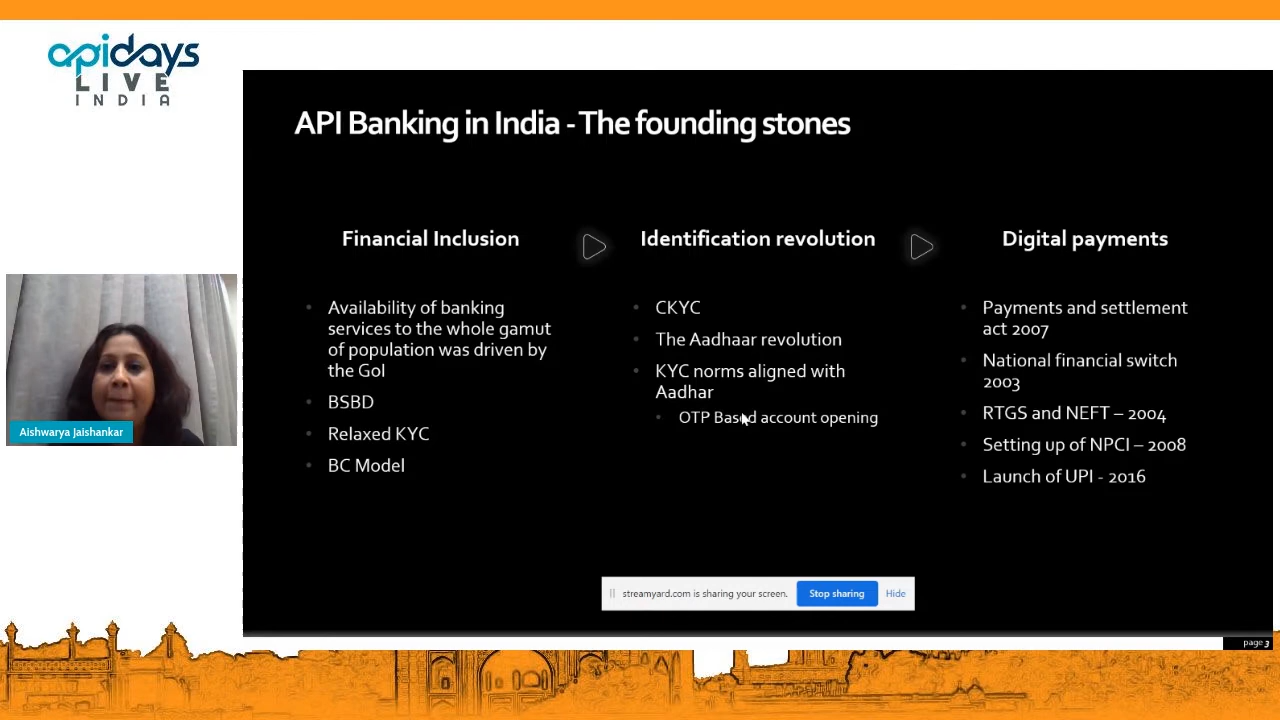 apidays
LIVE
INDIA
API Banking in India - The founding stones
Financial Inclusion
Availability of banking
services to the whole gamut
of population was driven by
the GoI
BSBD
Relaxed KYC
BC Model
Identification revolution
CKYC
The Aadhaar revolution
KYC norms aligned with
Aadhar
OTP Based account opening
Digital payments
Payments and settlement
act 2007
National financial switch
2003
RTGS and NEFT – 2004
Setting up of NPCI – 2008
Launch of UPI - 2016
Aishwarya Jaishankar
streamyard.com is sharing your screen.
Stop sharing
Hide
page 3